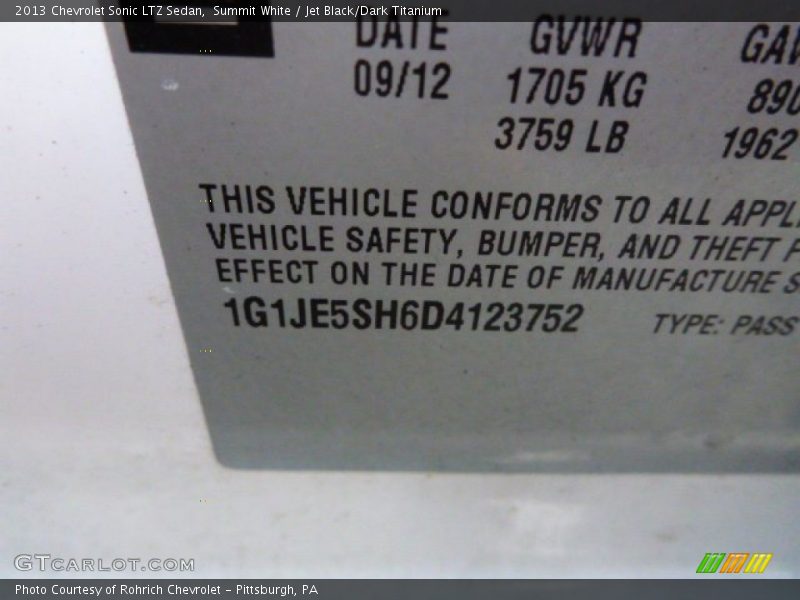 2013 Chevrolet Sonic LTZ Sedan, Summit White / Jet Black/Dark Titanium
DATE GVWR
09/12 1705 KG 890
3759 LB 1962
THIS VEHICLE CONFORMS TO ALL
VEHICLE SAFETY, BUMPER, AND THEFT
EFFECT ON THE DATE OF MANUFACTURE
1G1JE5SH6D4123752 TYPE: PASS
GTCARLOT.COM
Photo Courtesy of Rohrich Chevrolet - Pittsburgh, PA